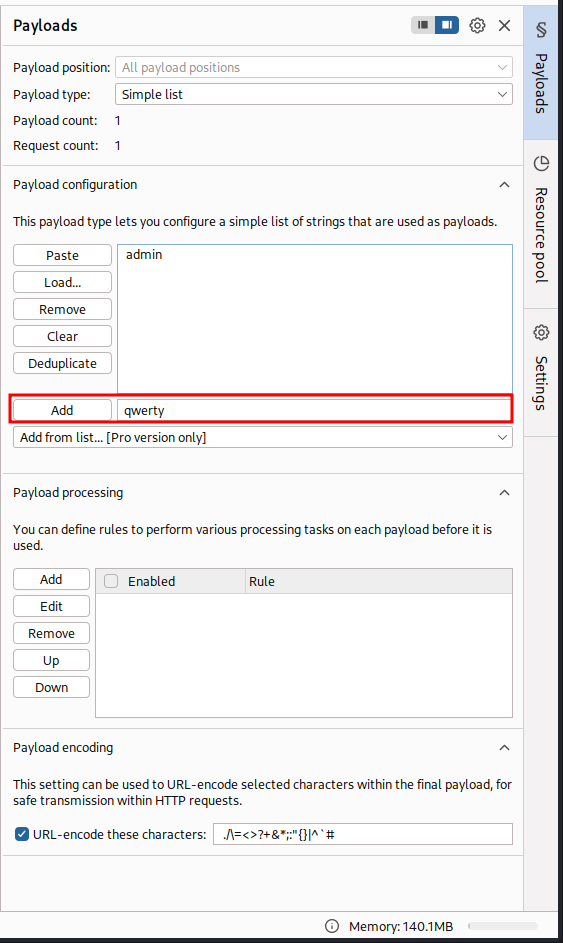 Payloads
Payload position: All payload positions
Payload type: Simple list
Payload count: 1
Request count: 1
Payload configuration
This payload type lets you configure a simple list of strings that are used as payloads.
Paste
admin
Load...
Remove
Clear
Deduplicate
Add
qwerty
Add from list... [Pro version only]
Payload processing
You can define rules to perform various processing tasks on each payload before it is
used.
Add
Enabled
Rule
Edit
Remove
Up
Down
Payload encoding
This setting can be used to URL-encode selected characters within the final payload, for
safe transmission within HTTP requests.
URL-encode these characters: ./\=<>?+&*;:"{}|^`#
Memory: 140.1MB
§
Payloads
Resource pool
Settings